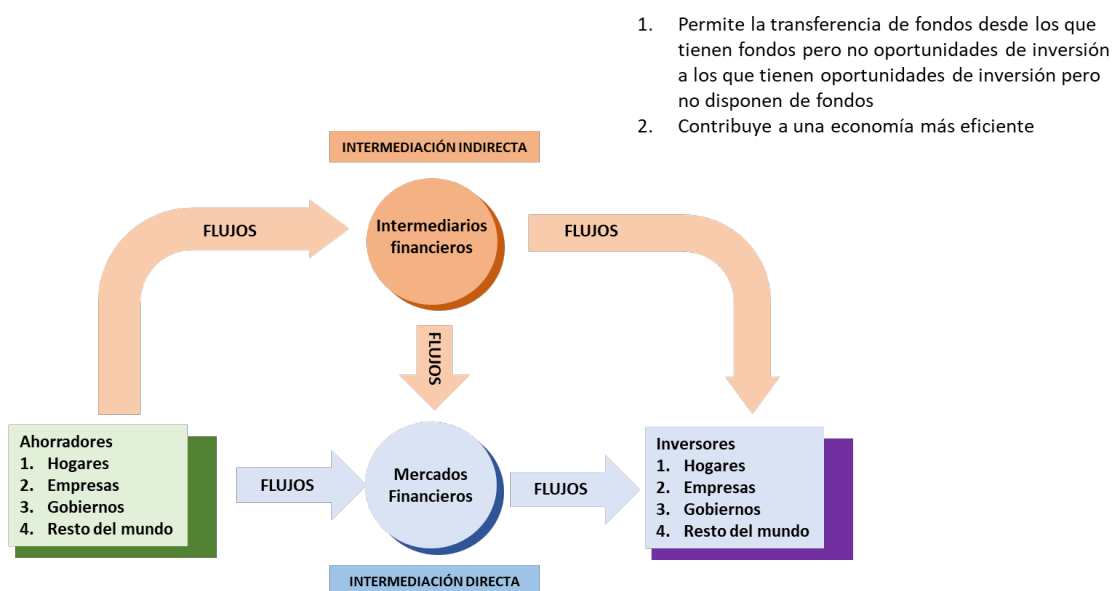 1. Permite la transferencia de fondos desde los que
tienen fondos pero no oportunidades de inversión
a los que tienen oportunidades de inversión pero
no disponen de fondos
2. Contribuye a una economía más eficiente
INTERMEDIACIÓN INDIRECTA
FLUJOS
Intermediarios
financieros
FLUJOS
FLUJOS
Ahorradores
1. Hogares
2. Empresas
3. Gobiernos
4. Resto del mundo
FLUJOS
Mercados
Financieros
FLUJOS
Inversores
1. Hogares
2. Empresas
3. Gobiernos
4. Resto del mundo
INTERMEDIACIÓN DIRECTA